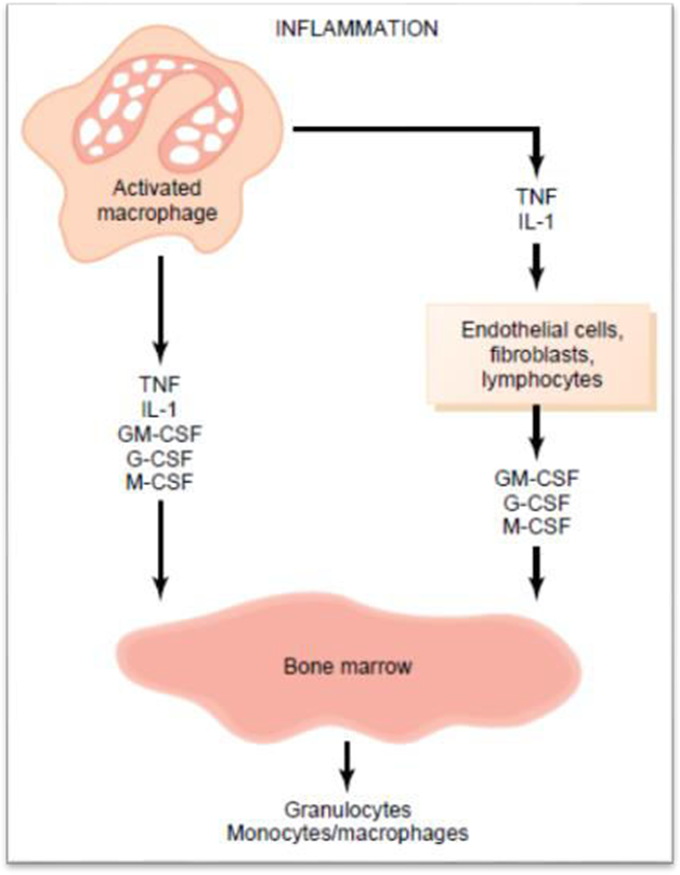 INFLAMMATION
Activated
macrophage
TNF
IL-1
Endothelial cells,
fibroblasts,
lymphocytes
TNF
IL-1
GM-CSF
G-CSF
M-CSF
GM-CSF
G-CSF
M-CSF
Bone marrow
Granulocytes
Monocytes/macrophages